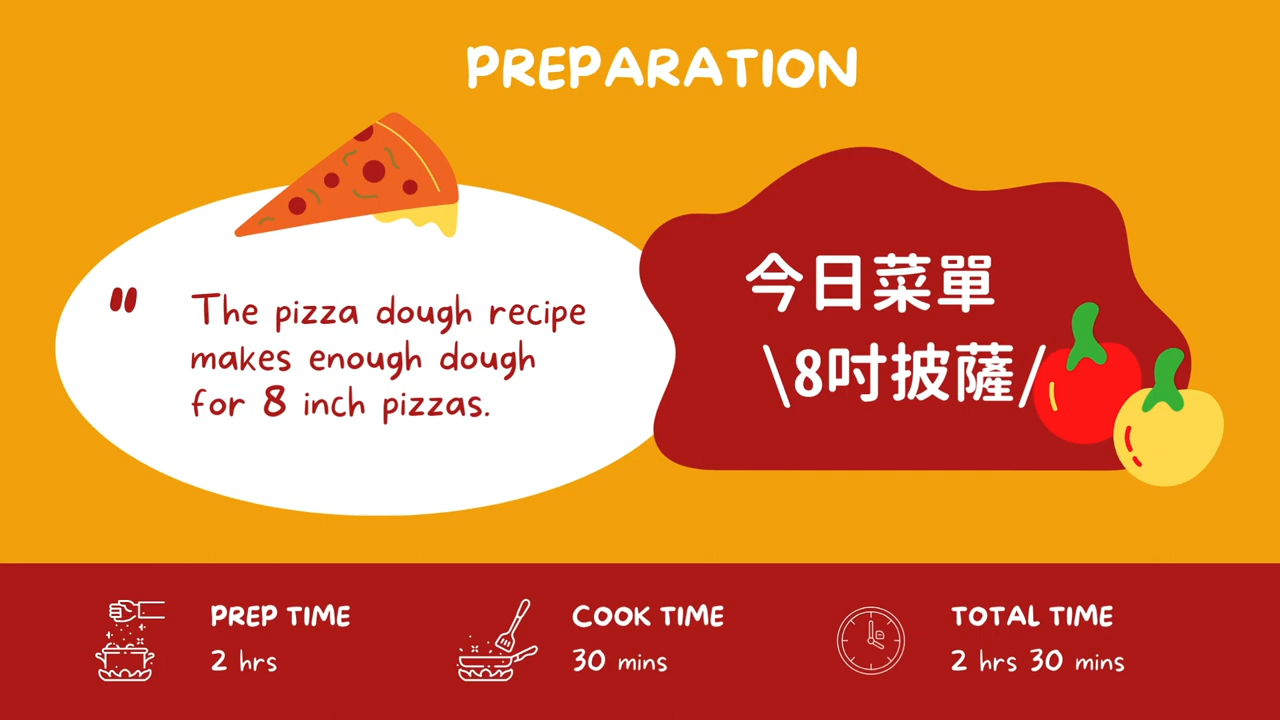 PREPARATION
"
The pizza dough recipe
makes enough dough
for 8 inch pizzas.
今日菜單
\8吋披薩/
PREP TIME
2 hrs
COOK TIME
30 mins
TOTAL TIME
2 hrs 30 mins